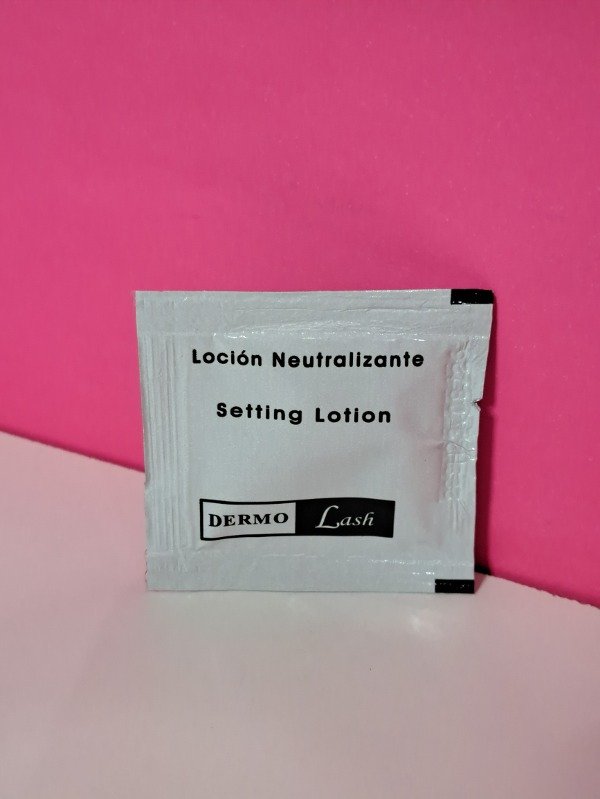 Loción Neutralizante
Setting Lotion
DERMO Lash